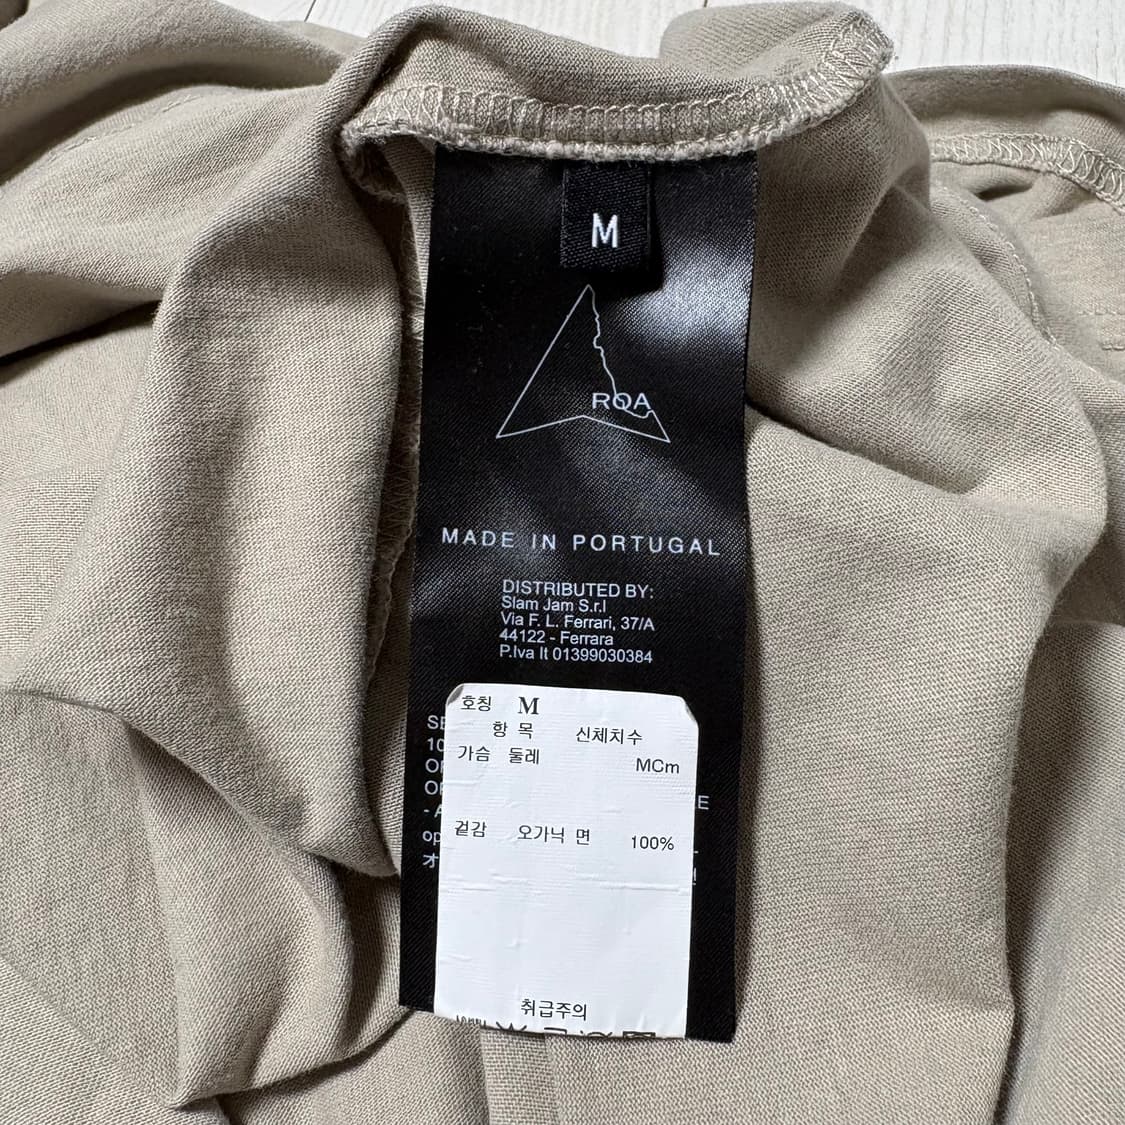 M
ROA
MADE IN PORTUGAL
DISTRIBUTED BY:
Slam Jam S.r.l
Via F. L. Ferrari, 37/A
44122 - Ferrara
P.Iva It 01399030384
호칭 M
항 목 신체치수
가슴 둘레 MCm
겉감 오가닉 면 100%
취급주의